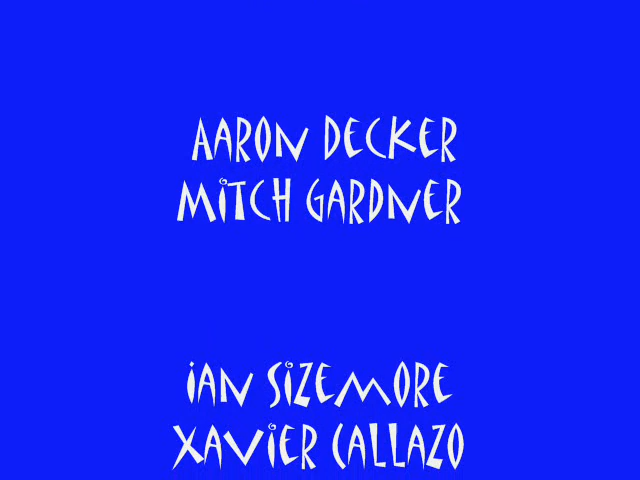 AARON DECKER
MITCH GARDNER
IAN SIZEMORE
XAVIER CALLAZO